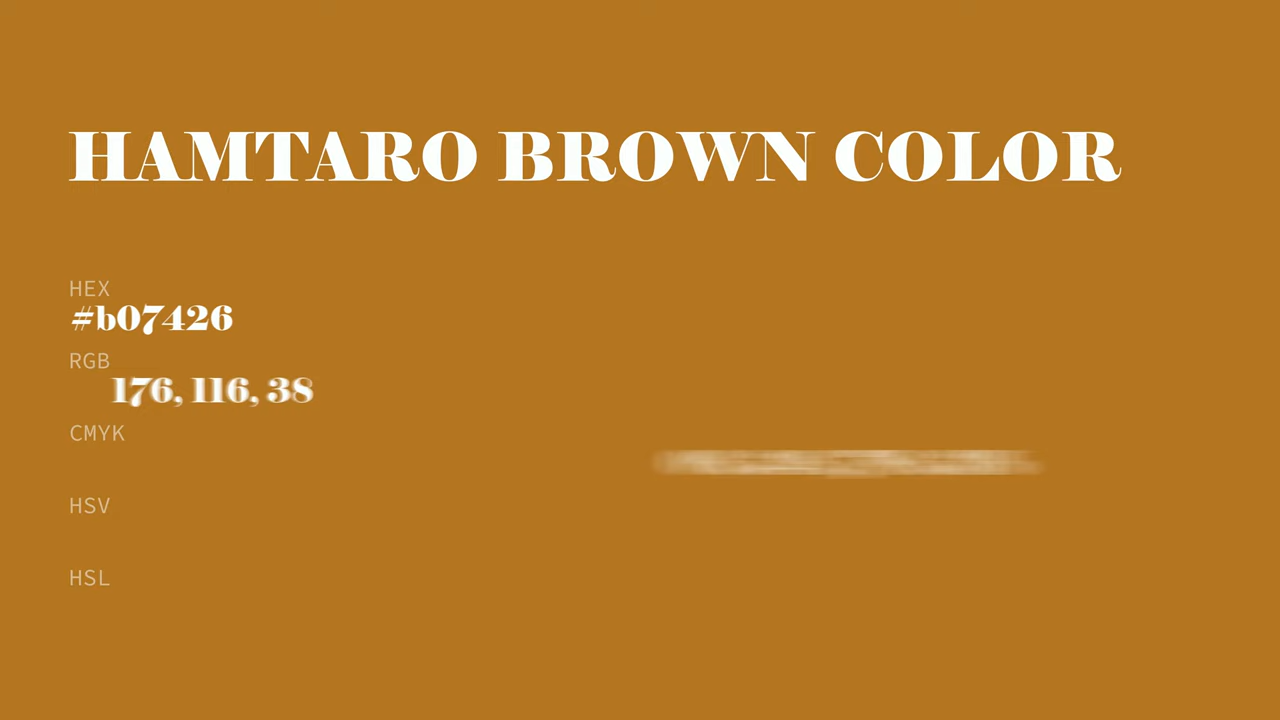 HAMTARO BROWN COLOR
HEX
#b07426
RGB
176, 116, 38
CMYK
HSV
HSL